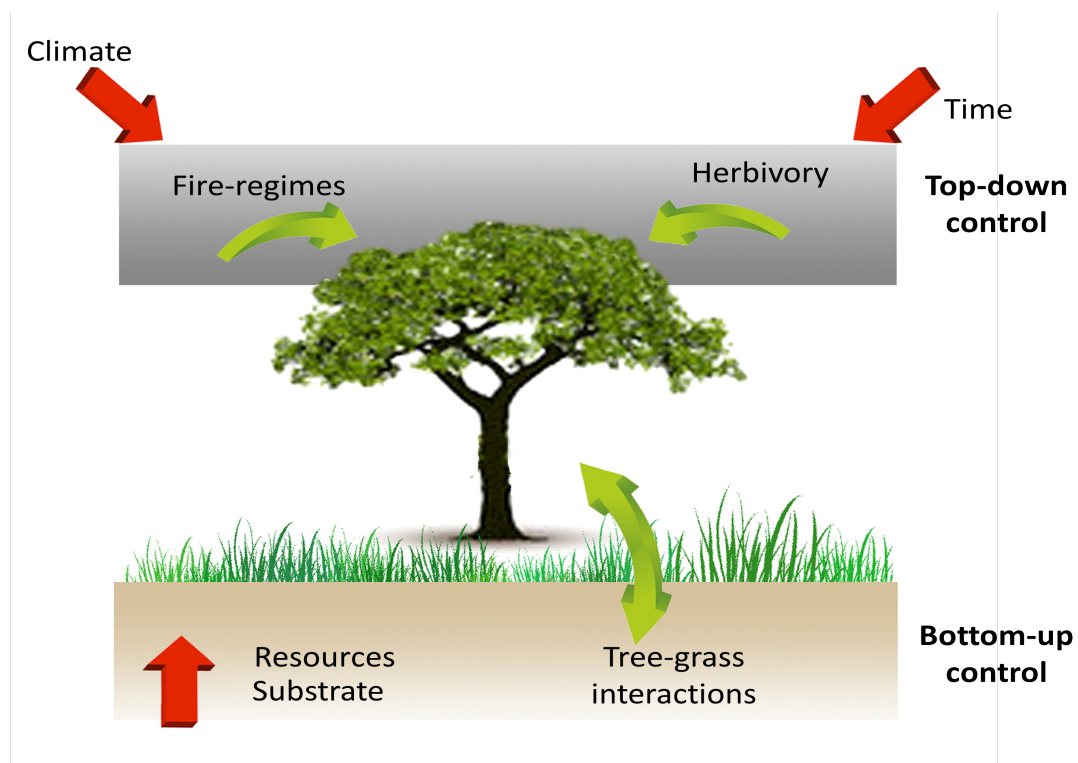 Climate
Time
Fire-regimes
Herbivory
Top-down
control
Bottom-up
control
Resources
Substrate
Tree-grass
interactions